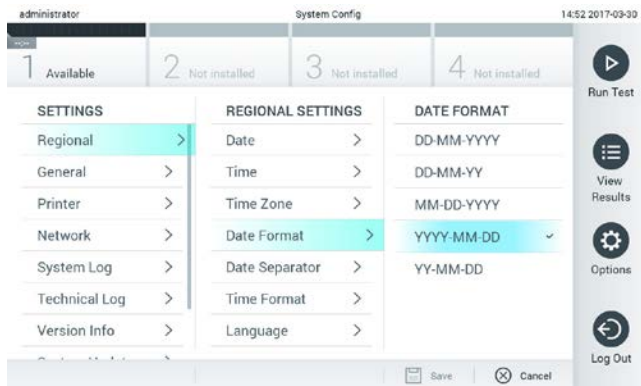 administrator System Config 14:52 2017-03-30
1 Available 2 Not installed 3 Not installed 4 Not installed
Run Test
View
Results
Options
Log Out
SETTINGS
Regional >
General >
Printer >
Network >
System Log >
Technical Log >
Version Info >
REGIONAL SETTINGS
Date >
Time >
Time Zone >
Date Format >
Date Separator >
Time Format >
Language >
DATE FORMAT
DD-MM-YYYY
DD-MM-YY
MM-DD-YYYY
YYYY-MM-DD
YY-MM-DD
Save Cancel